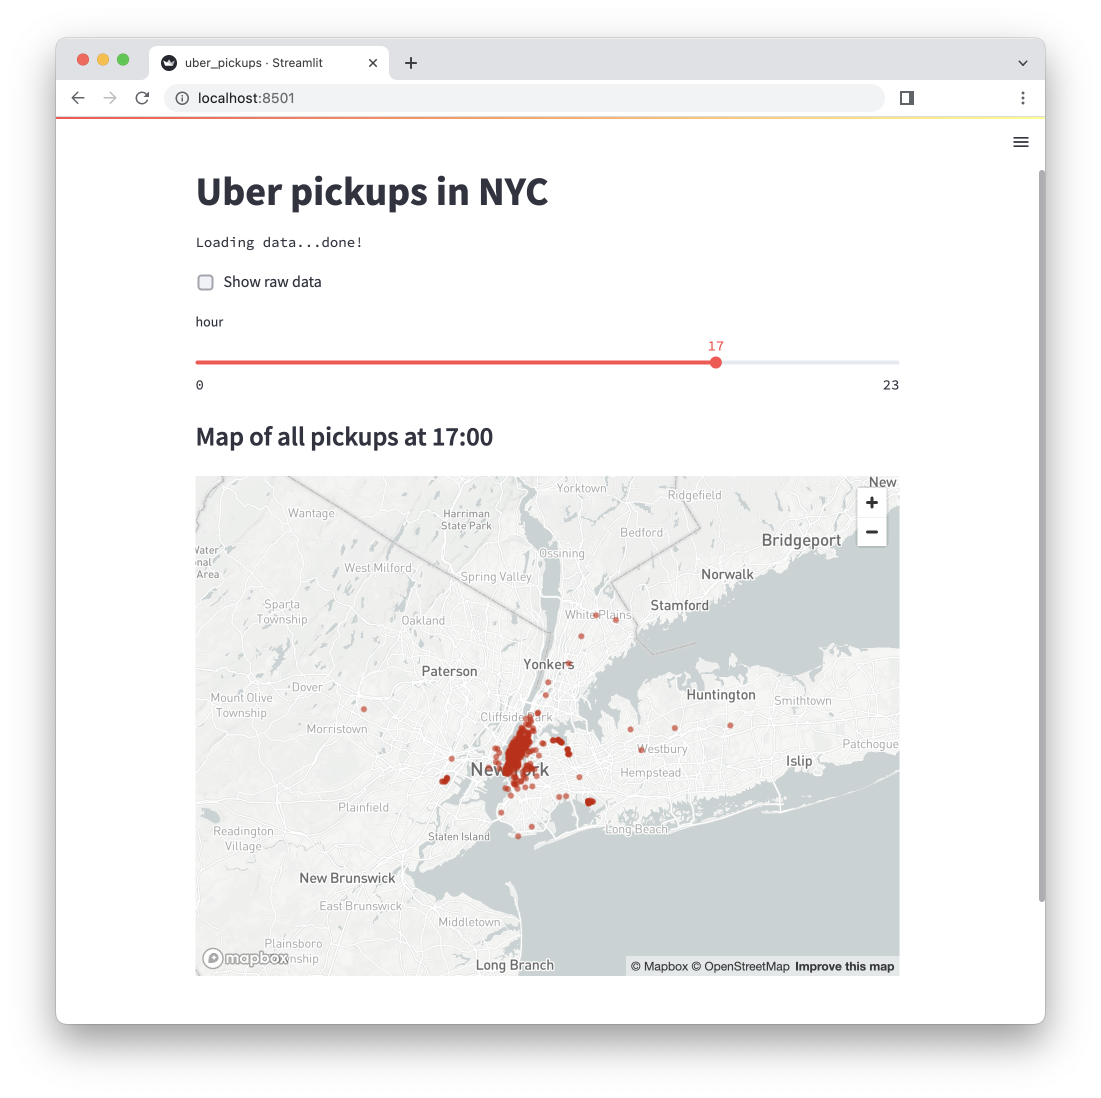 uber_pickups · Streamlit
localhost:8501
Uber pickups in NYC
Loading data...done!
Show raw data
hour
17
0
23
Map of all pickups at 17:00
New
Yorktown
Ridgefield
Wantage
Harriman
State Park
Bedford
Bridgeport
Ossining
Area
West Milford
Spring Valley
Norwalk
Sparta
Township
Stamford
White Plains
Oakland
Paterson
Yonkers
Dover
Mount Olive
Township
Huntington
Smithtown
Cliffside Park
Morristown
Westbury
Patchogue
New York
Hempstead
Islip
Plainfield
Readington
Village
Staten Island
Long Beach
New Brunswick
East Brunswick
Middletown
Plainsboro
Township
mapbox
Long Branch
© Mapbox © OpenStreetMap Improve this map